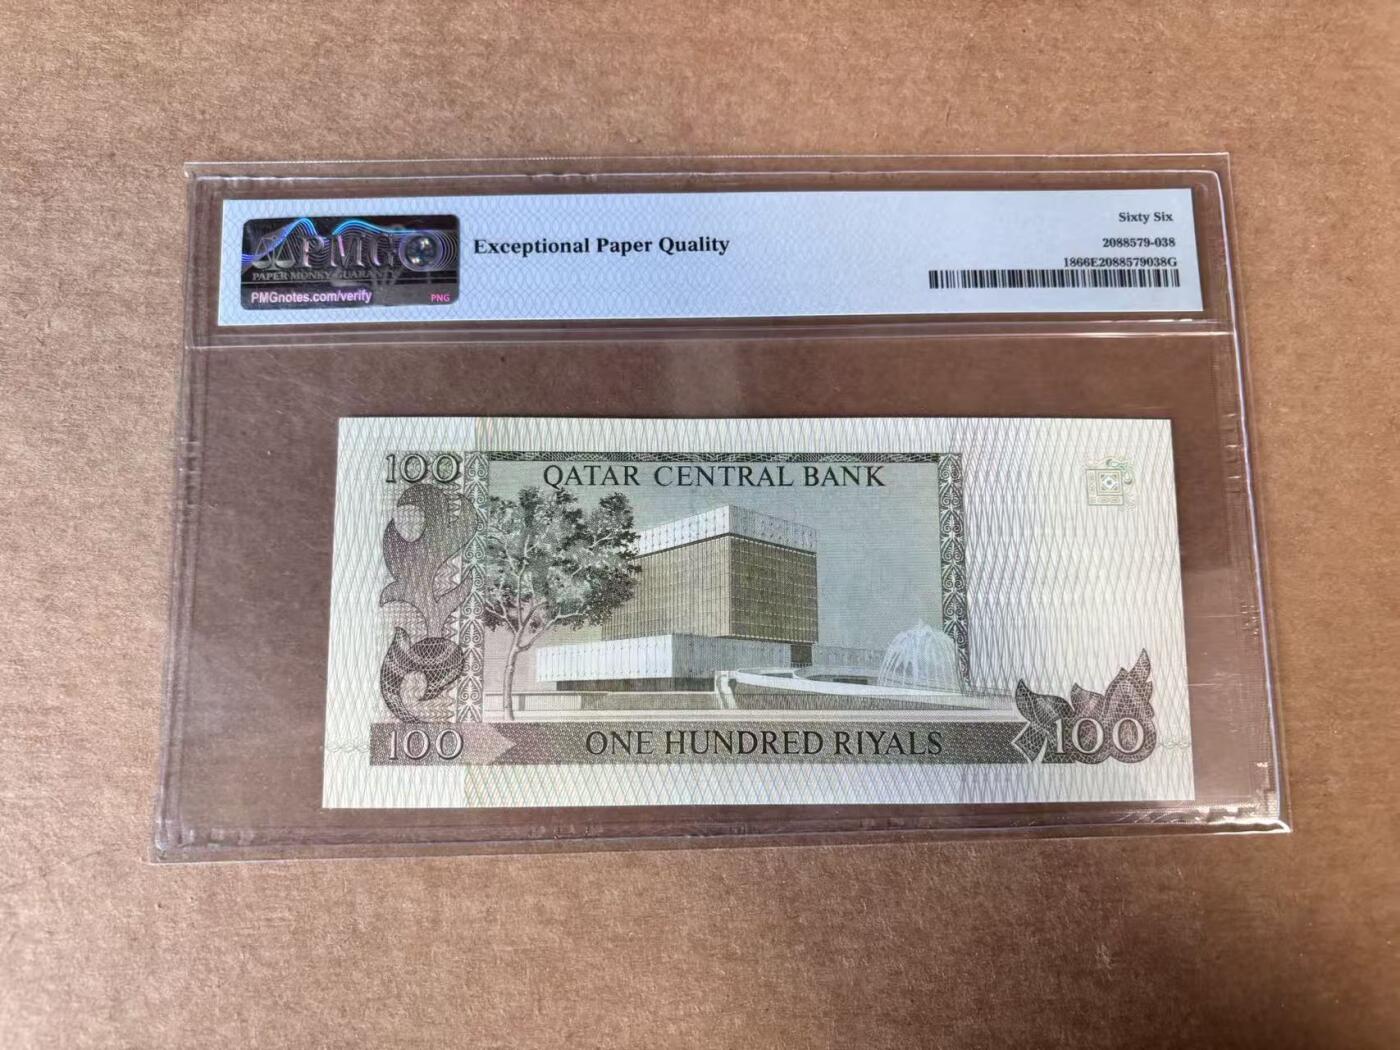 PMG
PAPER MONEY GUARANTY
PMGnotes.com/verify
PNG
Exceptional Paper Quality
Sixty Six
2088579-038
1866E2088579038G
100
QATAR CENTRAL BANK
100
ONE HUNDRED RIYALS
100